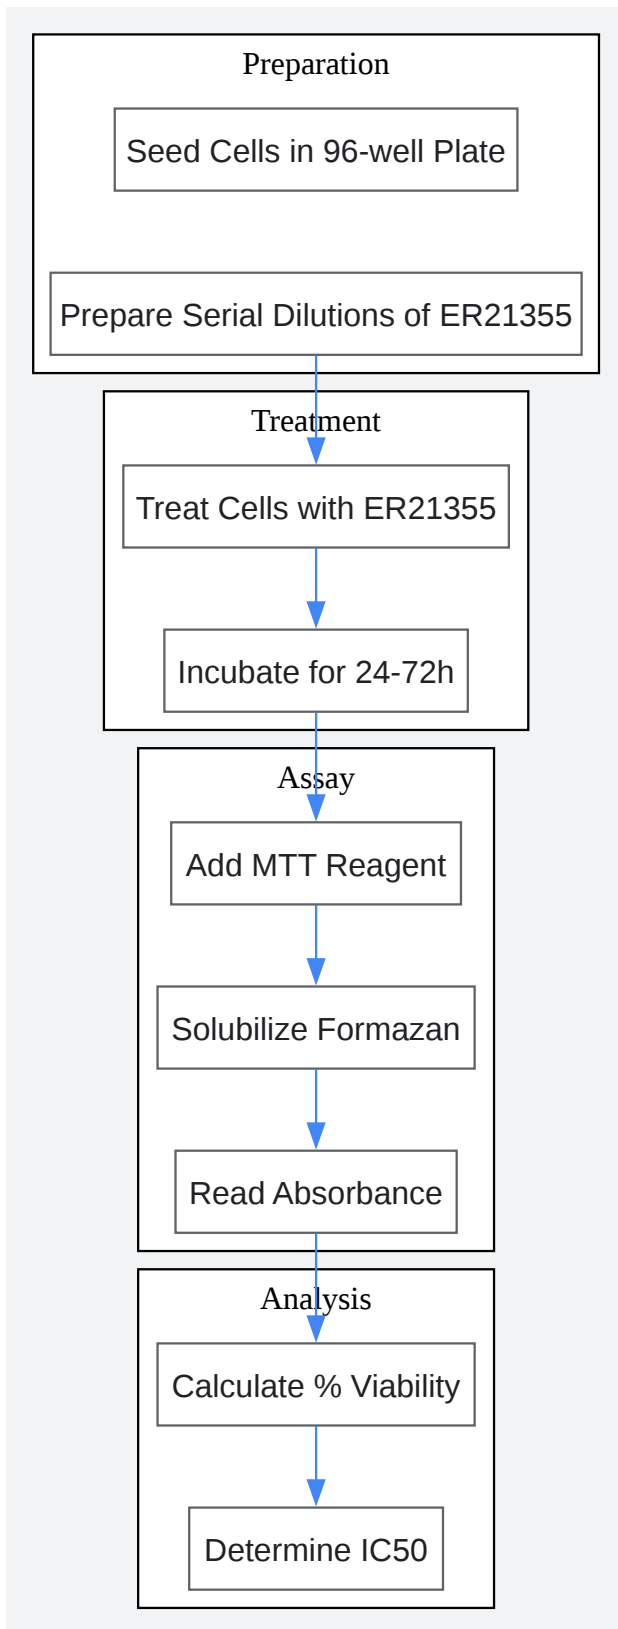 Preparation
Seed Cells in 96-well Plate
Prepare Serial Dilutions of ER21355
Treatment
Treat Cells with ER21355
Incubate for 24-72h
Assay
Add MTT Reagent
Solubilize Formazan
Read Absorbance
Analysis
Calculate % Viability
Determine IC50